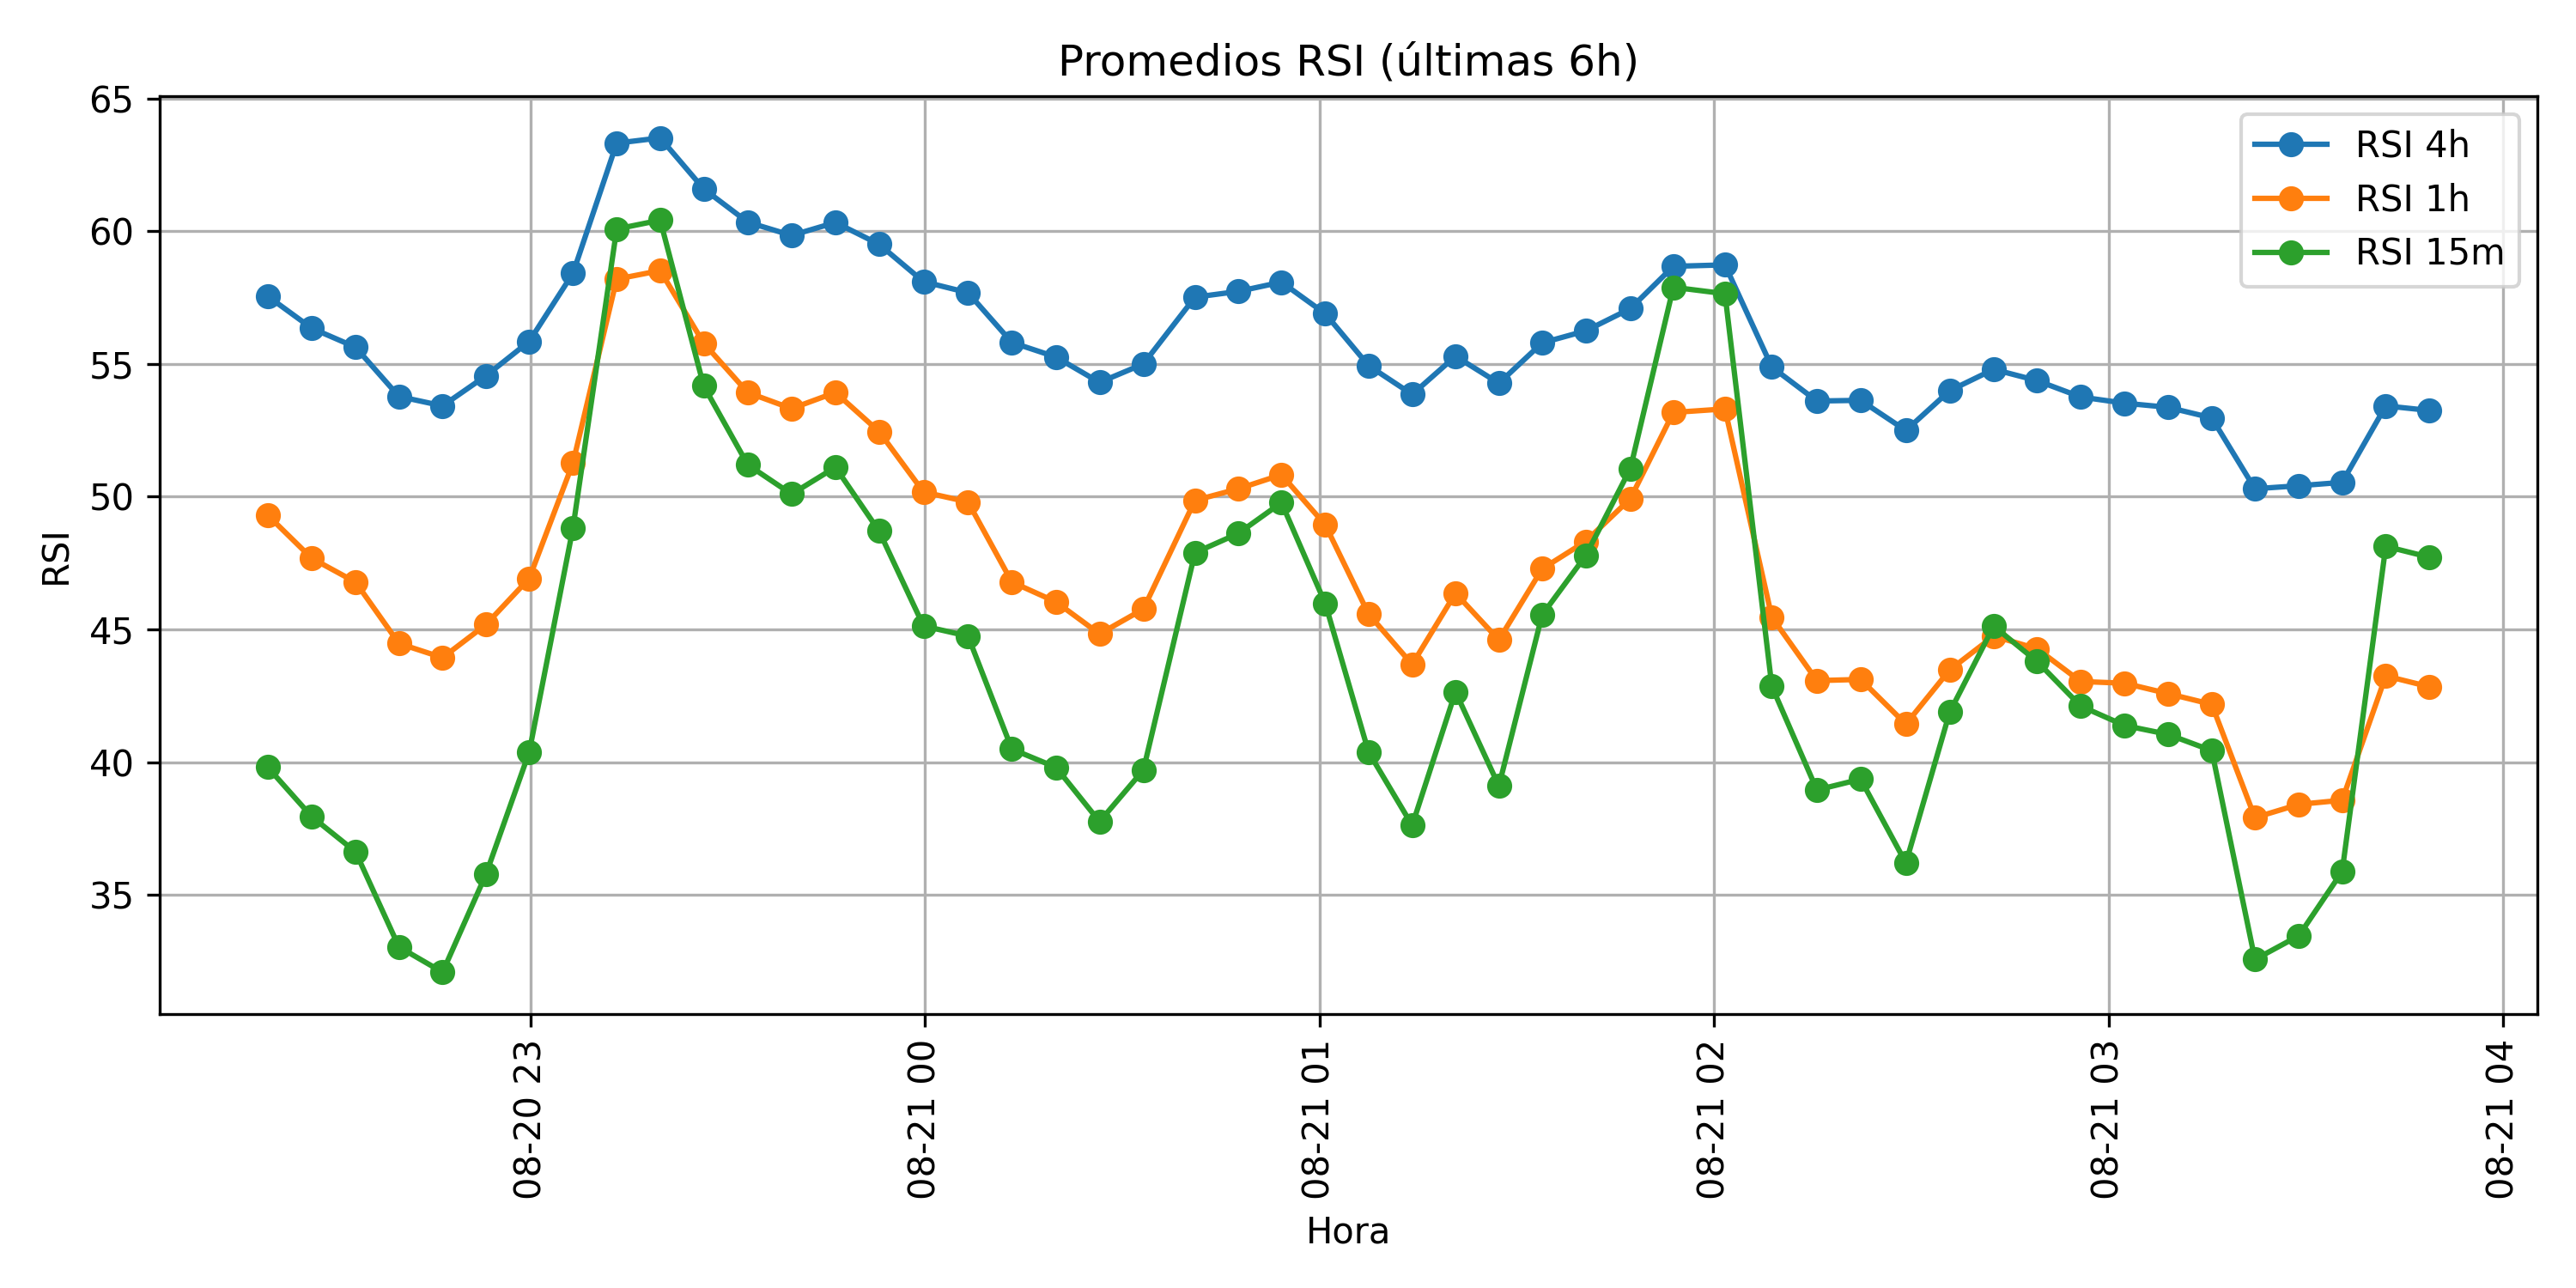 Promedios RSI (últimas 6h)
RSI 4h
RSI 1h
RSI 15m
RSI
65
60
55
50
45
40
35
08-20 23
08-21 00
08-21 01
08-21 02
08-21 03
08-21 04
Hora